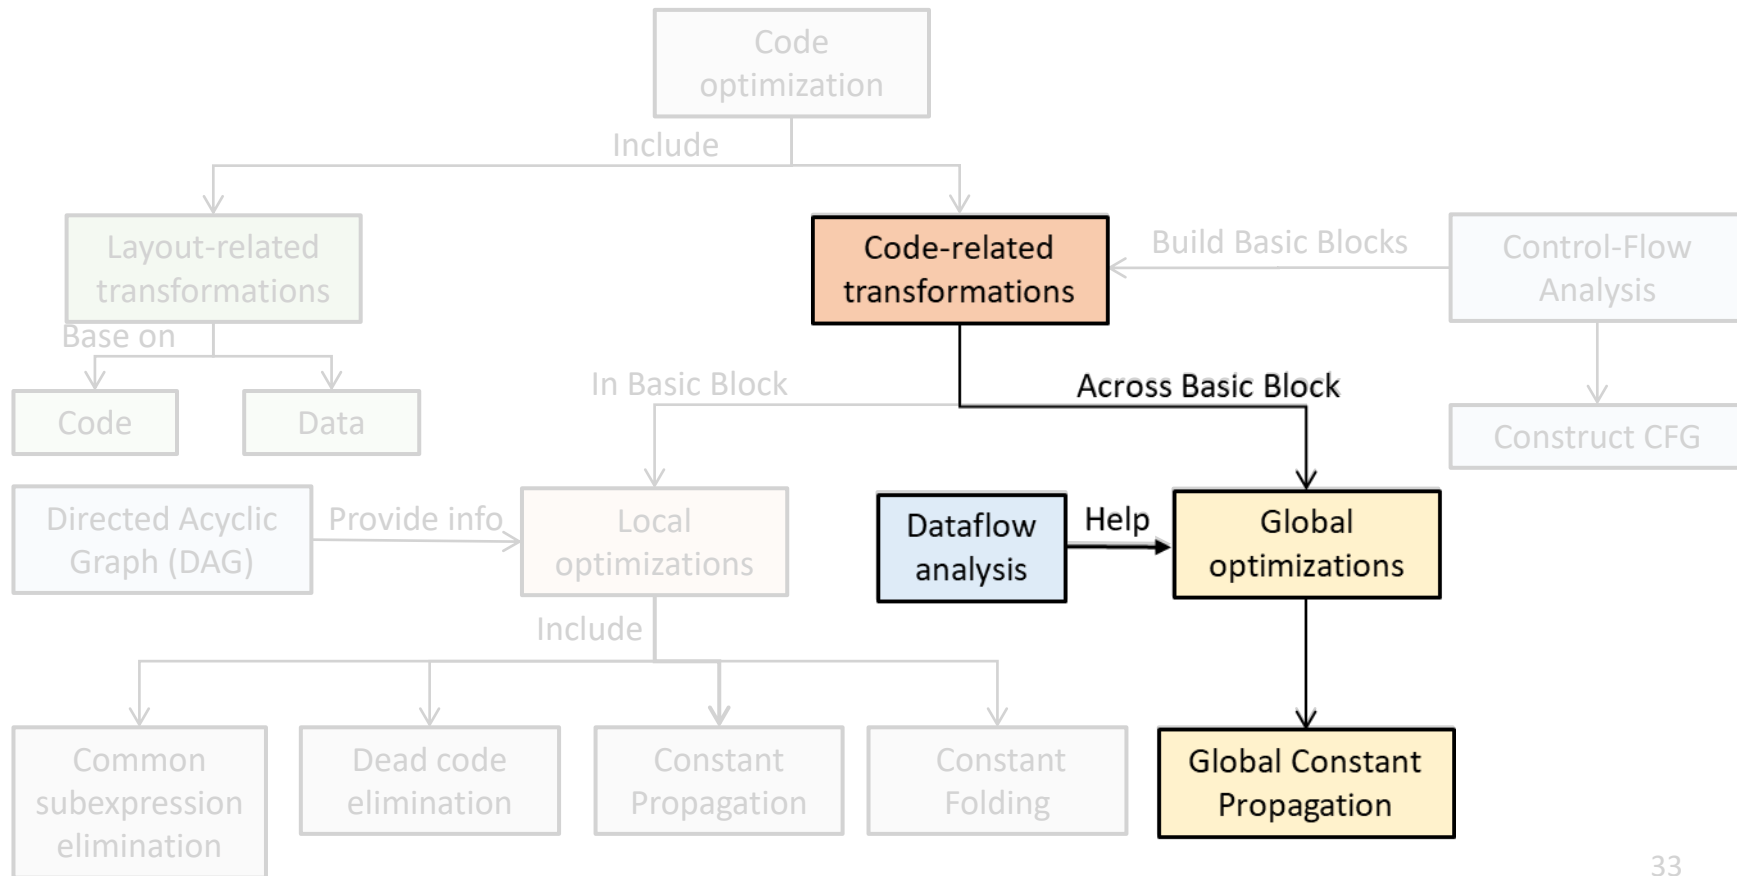 Code
optimization
Include
Layout-related
transformations
Code-related
transformations
Build Basic Blocks
Control-Flow
Analysis
Base on
Code
Data
In Basic Block
Across Basic Block
Construct CFG
Directed Acyclic
Graph (DAG)
Provide info
Local
optimizations
Dataflow
analysis
Help
Global
optimizations
Include
Common
subexpression
elimination
Dead code
elimination
Constant
Propagation
Constant
Folding
Global Constant
Propagation
33